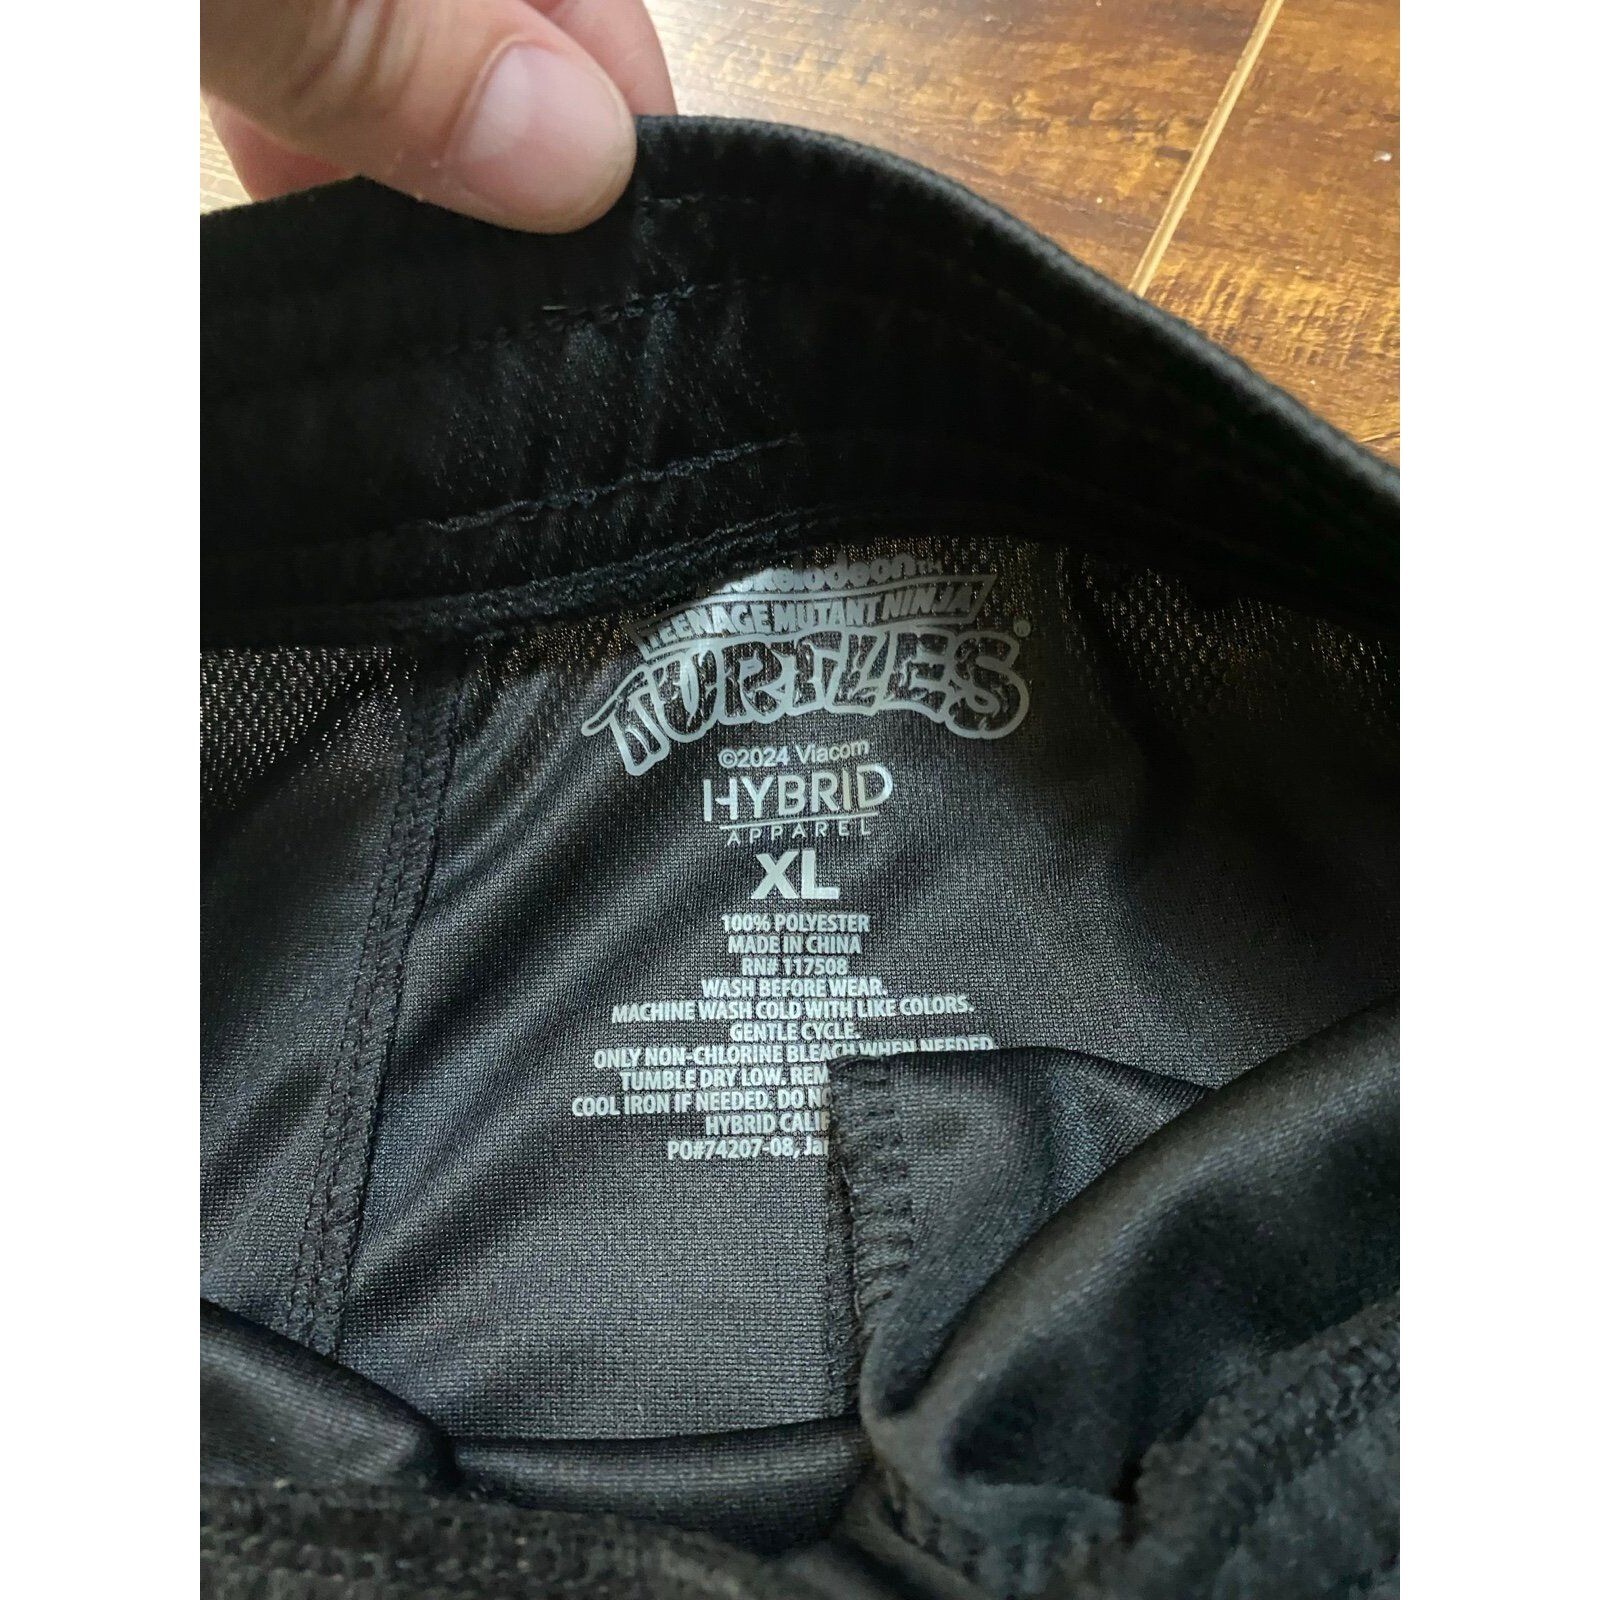 TEENAGE MUTANT NINJA
TURTLES®
©2024 Viacom
HYBRID
APPAREL
XL
100% POLYESTER
MADE IN CHINA
RN# 117508
WASH BEFORE WEAR.
MACHINE WASH COLD WITH LIKE COLORS.
GENTLE CYCLE.
ONLY NON-CHLORINE BLEACH WHEN NEEDED
TUMBLE DRY LOW.
COOL IRON IF NEEDED. DO
HYBRID
PO#74207-08,